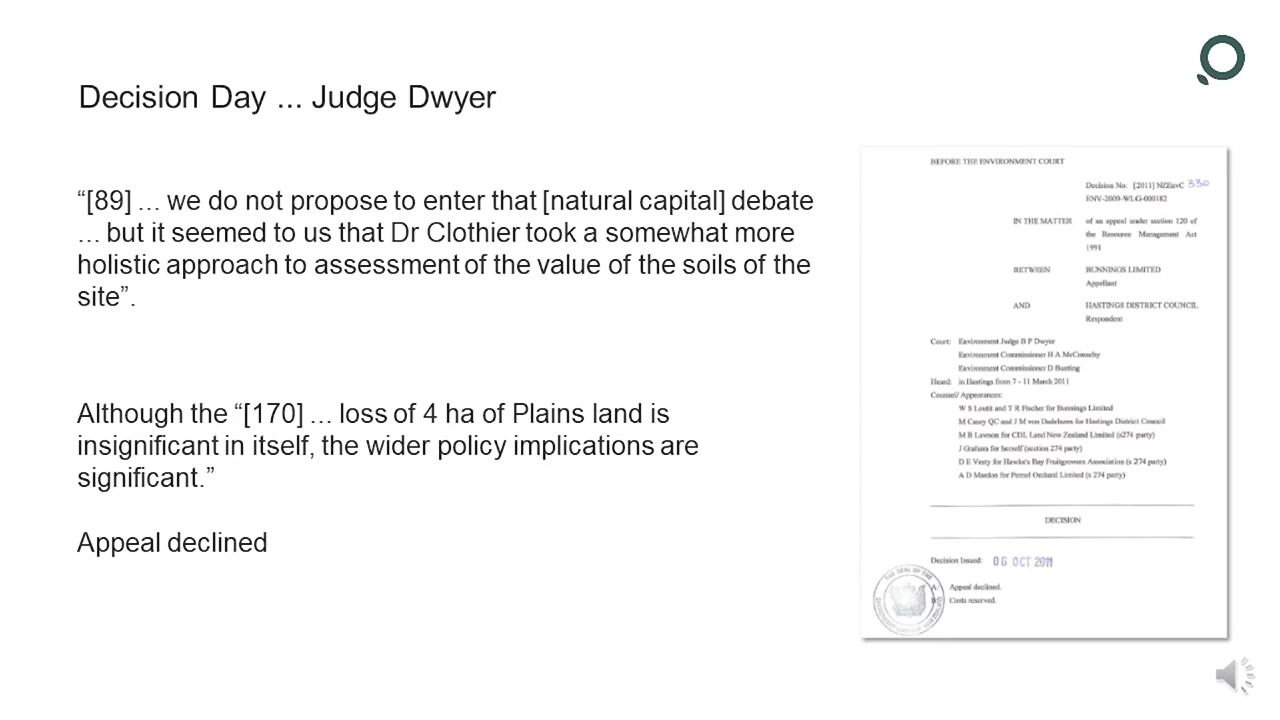 Decision Day ... Judge Dwyer
“[89] ... we do not propose to enter that [natural capital] debate
... but it seemed to us that Dr Clothier took a somewhat more
holistic approach to assessment of the value of the soils of the
site”.
Although the “[170] ... loss of 4 ha of Plains land is
insignificant in itself, the wider policy implications are
significant.”
Appeal declined
BEFORE THE ENVIRONMENT COURT
Decision No: [2011] NZEnvC 330
ENV-2009-WLG-000182
IN THE MATTER of an appeal under section 120 of
the Resource Management Act
1991
BETWEEN BUNNINGS LIMITED
Appellant
AND HASTINGS DISTRICT COUNCIL
Respondent
Court: Environment Judge B P Dwyer
Environment Commissioner H A McConachy
Environment Commissioner D Bunting
Heard: in Hastings from 7 - 11 March 2011
Counsel/Appearances:
W S Loutit and T R Fischer for Bunnings Limited
M Casey QC and J M von Dadelszen for Hastings District Council
M B Lawson for CDL Land New Zealand Limited (s274 party)
J Graham for herself (section 274 party)
D E Vesty for Hawke's Bay Fruitgrowers Association (s 274 party)
A D Mardon for Pernel Orchard Limited (s 274 party)
DECISION
Decision Issued: 06 OCT 2011
A: Appeal declined.
B: Costs reserved.
THE SEAL OF THE